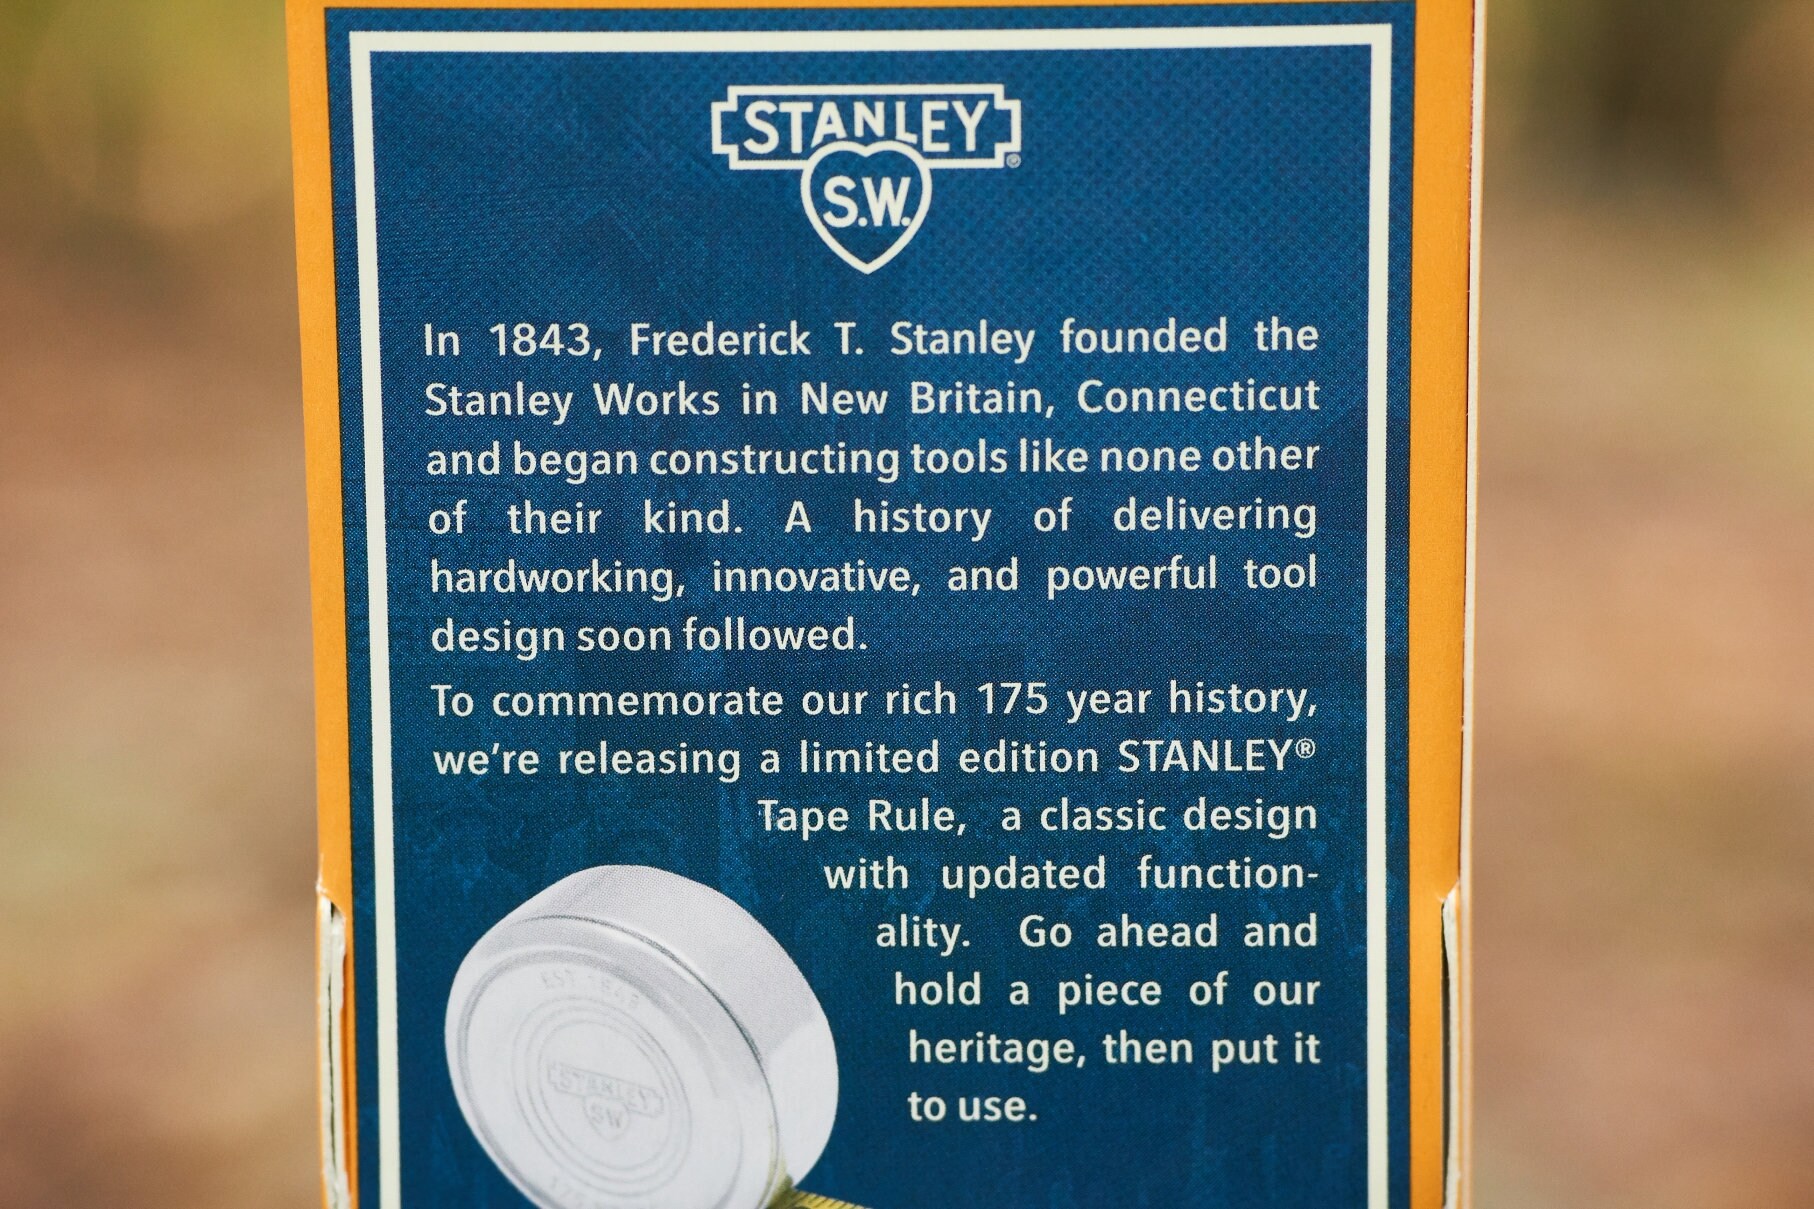 STANLEY®
S.W.
In 1843, Frederick T. Stanley founded the
Stanley Works in New Britain, Connecticut
and began constructing tools like none other
of their kind. A history of delivering
hardworking, innovative, and powerful tool
design soon followed.
To commemorate our rich 175 year history,
we're releasing a limited edition STANLEY®
Tape Rule, a classic design
with updated function-
ality. Go ahead and
hold a piece of our
heritage, then put it
to use.
EST. 1843
STANLEY
S.W.
175